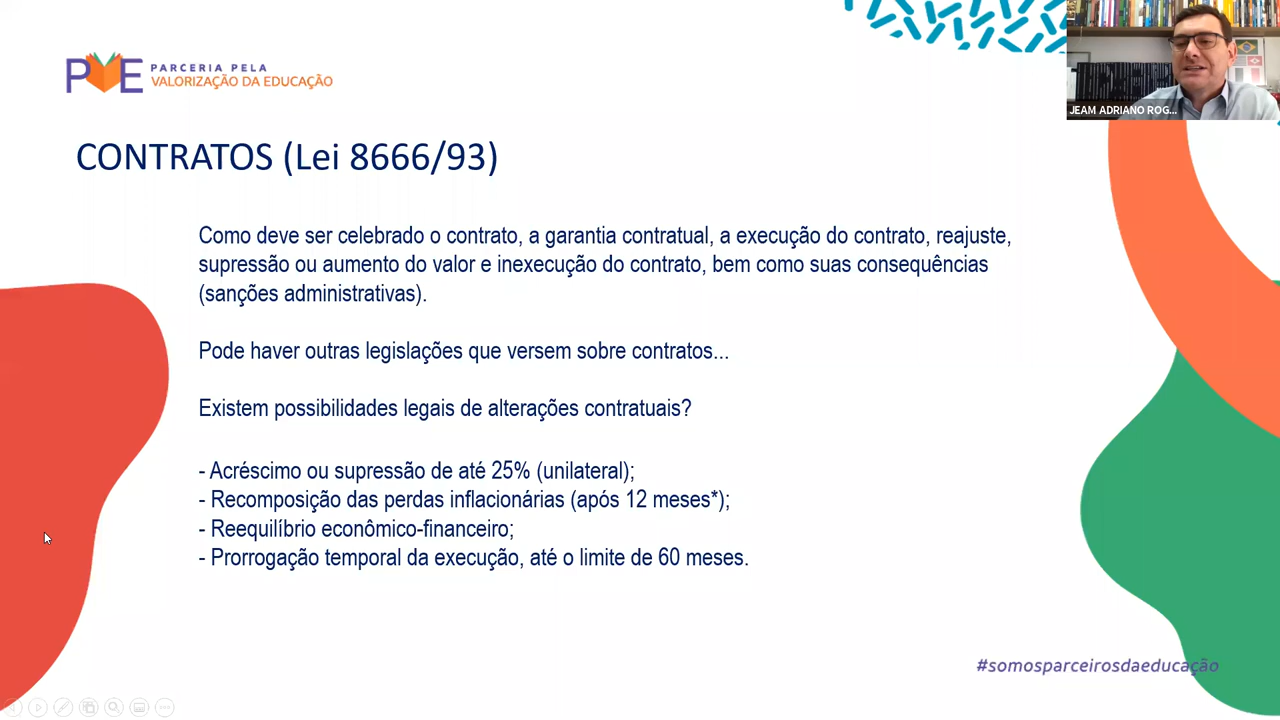 PVE PARCERIA PELA
VALORIZAÇÃO DA EDUCAÇÃO
JEAM ADRIANO ROG...
CONTRATOS (Lei 8666/93)
Como deve ser celebrado o contrato, a garantia contratual, a execução do contrato, reajuste,
supressão ou aumento do valor e inexecução do contrato, bem como suas consequências
(sanções administrativas).
Pode haver outras legislações que versem sobre contratos...
Existem possibilidades legais de alterações contratuais?
- Acréscimo ou supressão de até 25% (unilateral);
- Recomposição das perdas inflacionárias (após 12 meses*);
- Reequilíbrio econômico-financeiro;
- Prorrogação temporal da execução, até o limite de 60 meses.
#somosparceirosdaeducação